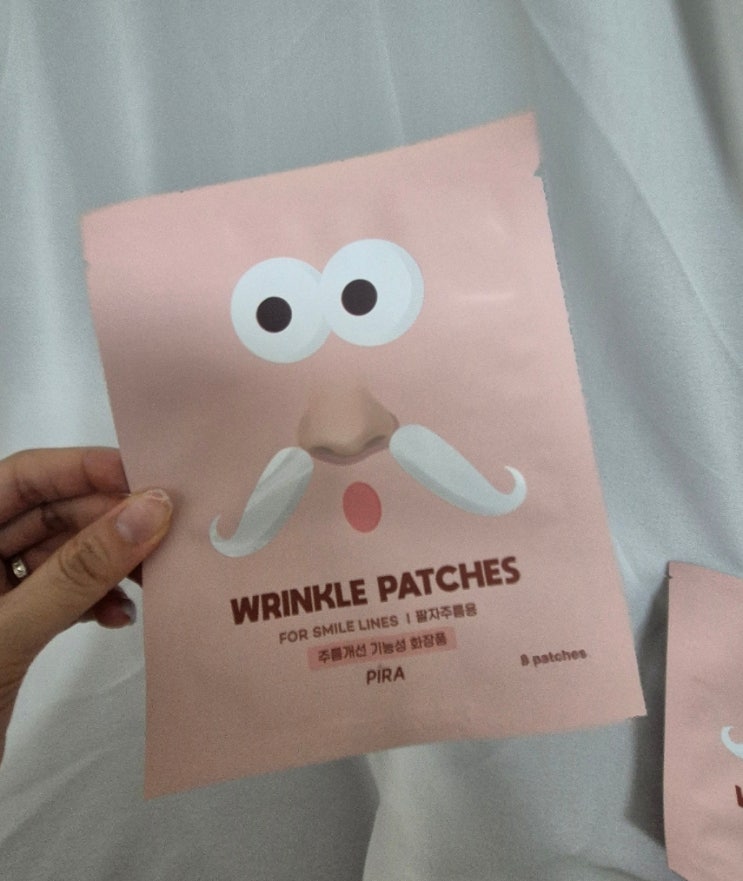 WRINKLE PATCHES
FOR SMILE LINES | 팔자주름용
주름개선 기능성 화장품
8 patches
PIRA